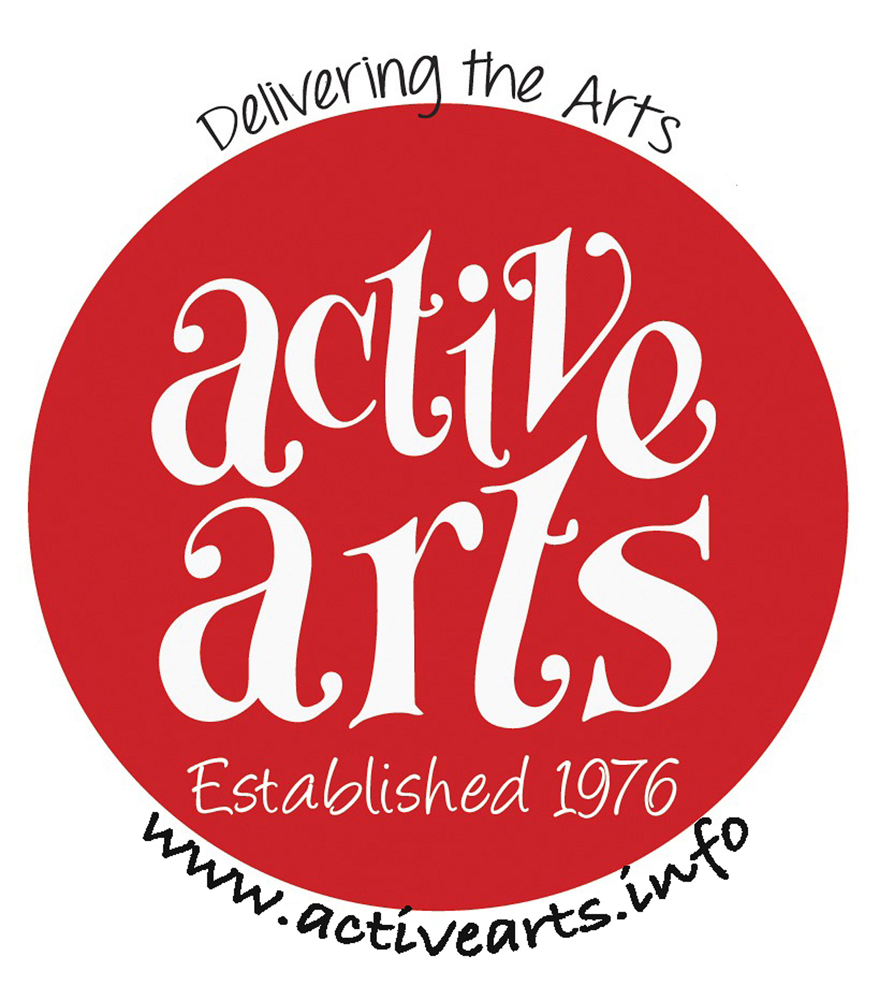 Delivering the Arts
active
arts
Established 1976
www.activearts.info